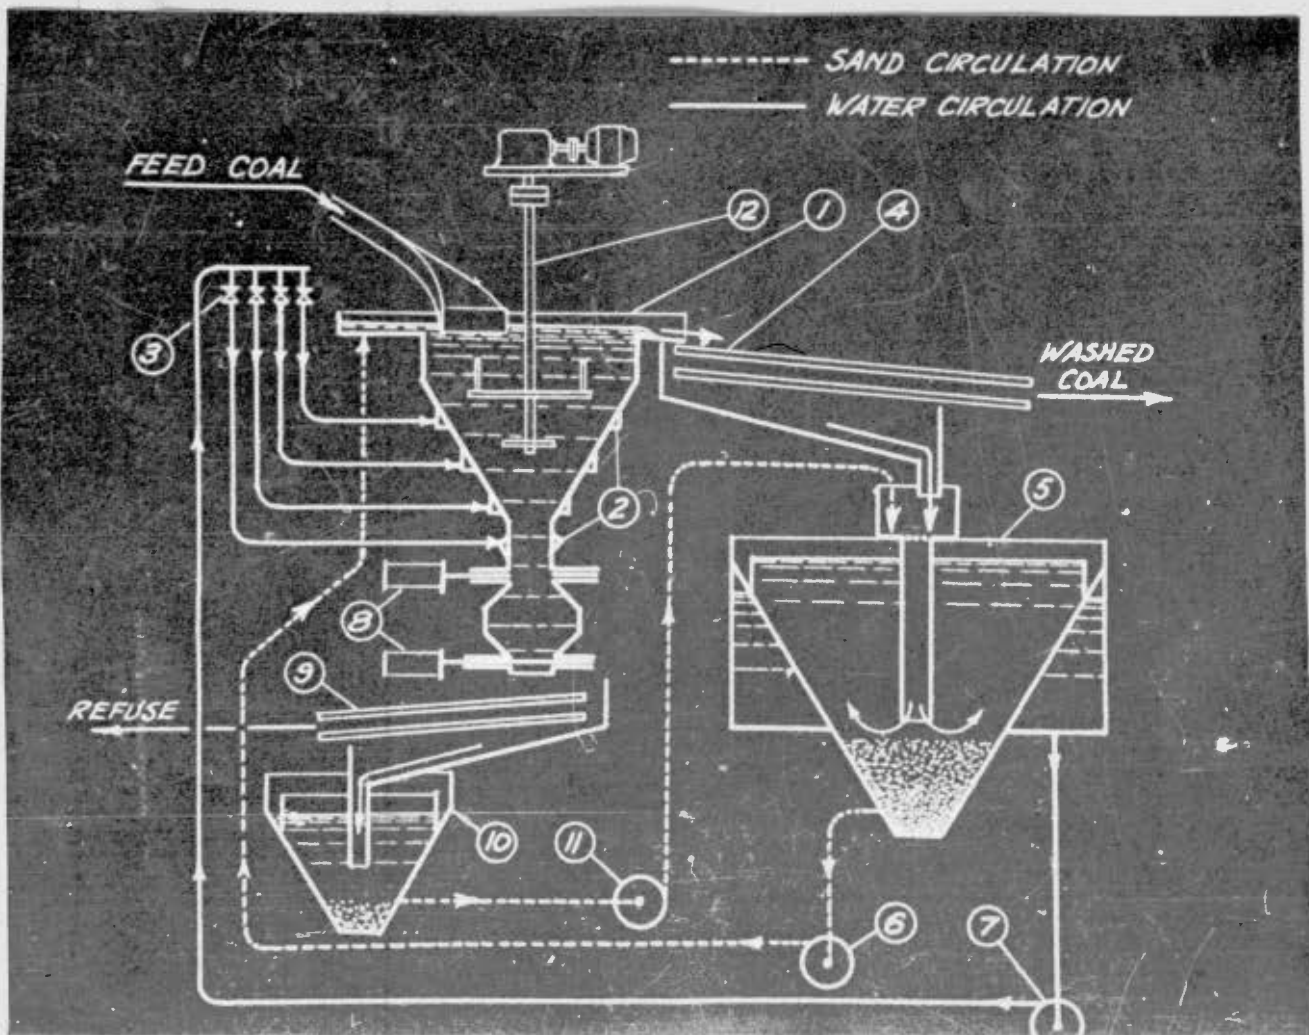 SAND CIRCULATION
WATER CIRCULATION
FEED COAL
12
1
4
3
WASHED
COAL
2
5
8
9
REFUSE
10
11
6
7